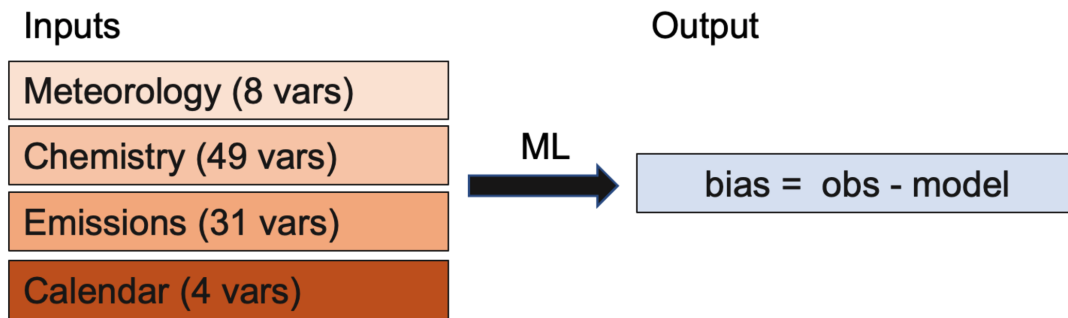 Inputs
Output
Meteorology (8 vars)
Chemistry (49 vars)
Emissions (31 vars)
Calendar (4 vars)
ML
bias = obs - model